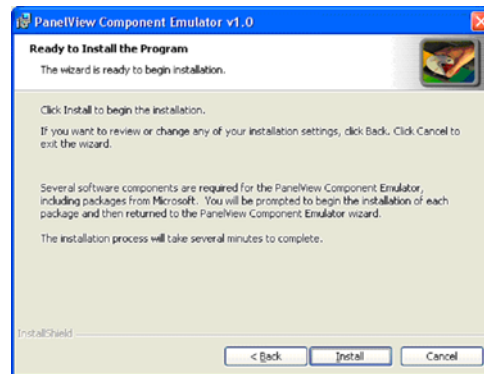 PanelView Component Emulator v1.0
Ready to Install the Program
The wizard is ready to begin installation.
Click Install to begin the installation.
If you want to review or change any of your installation settings, click Back. Click Cancel to
exit the wizard.
Several software components are required for the PanelView Component Emulator,
including packages from Microsoft. You will be prompted to begin the installation of each
package and then returned to the PanelView Component Emulator wizard.
The installation process will take several minutes to complete.
InstallShield
< Back
Install
Cancel